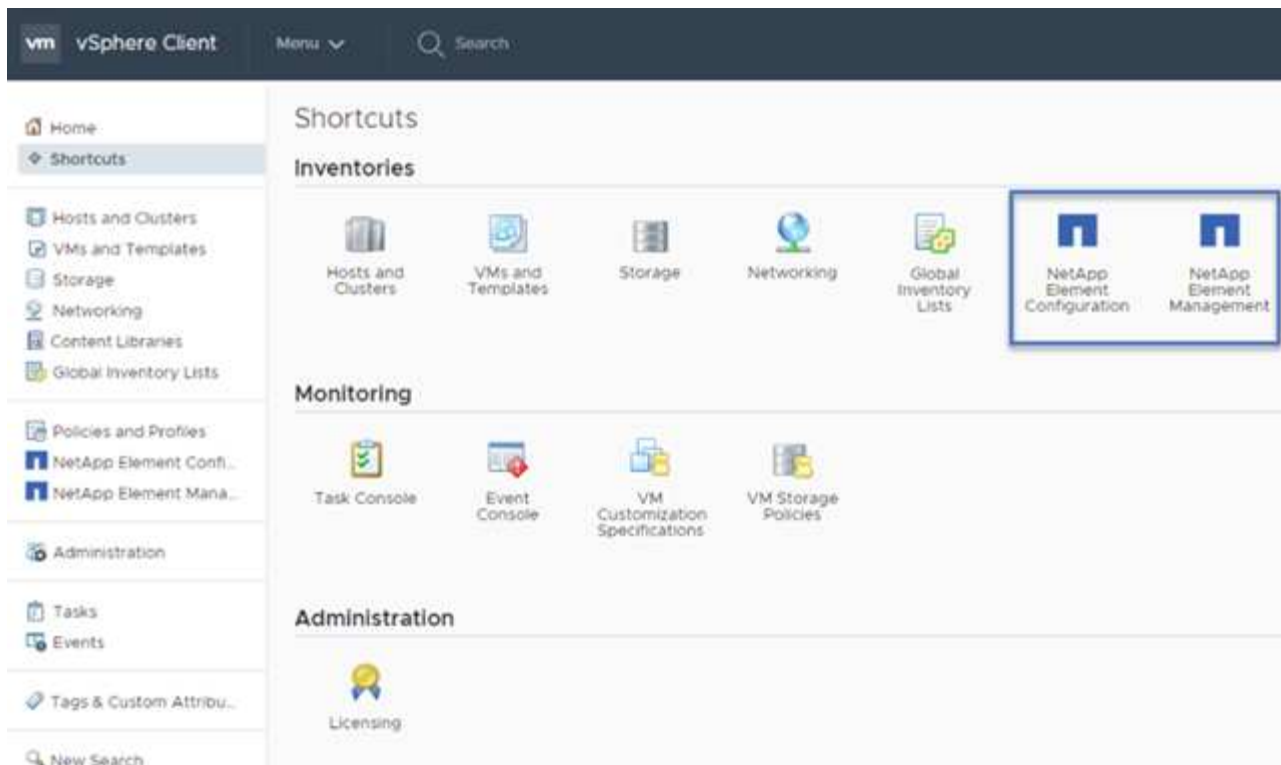 vm vSphere Client Menu Search
Home
Shortcuts
Hosts and Clusters
VMs and Templates
Storage
Networking
Content Libraries
Global Inventory Lists
Policies and Profiles
NetApp Element Confi...
NetApp Element Mana...
Administration
Tasks
Events
Tags & Custom Attribu...
New Search
Shortcuts
Inventories
Hosts and
Clusters
VMs and
Templates
Storage
Networking
Global
Inventory
Lists
NetApp
Element
Configuration
NetApp
Element
Management
Monitoring
Task Console
Event
Console
VM
Customization
Specifications
VM Storage
Policies
Administration
Licensing